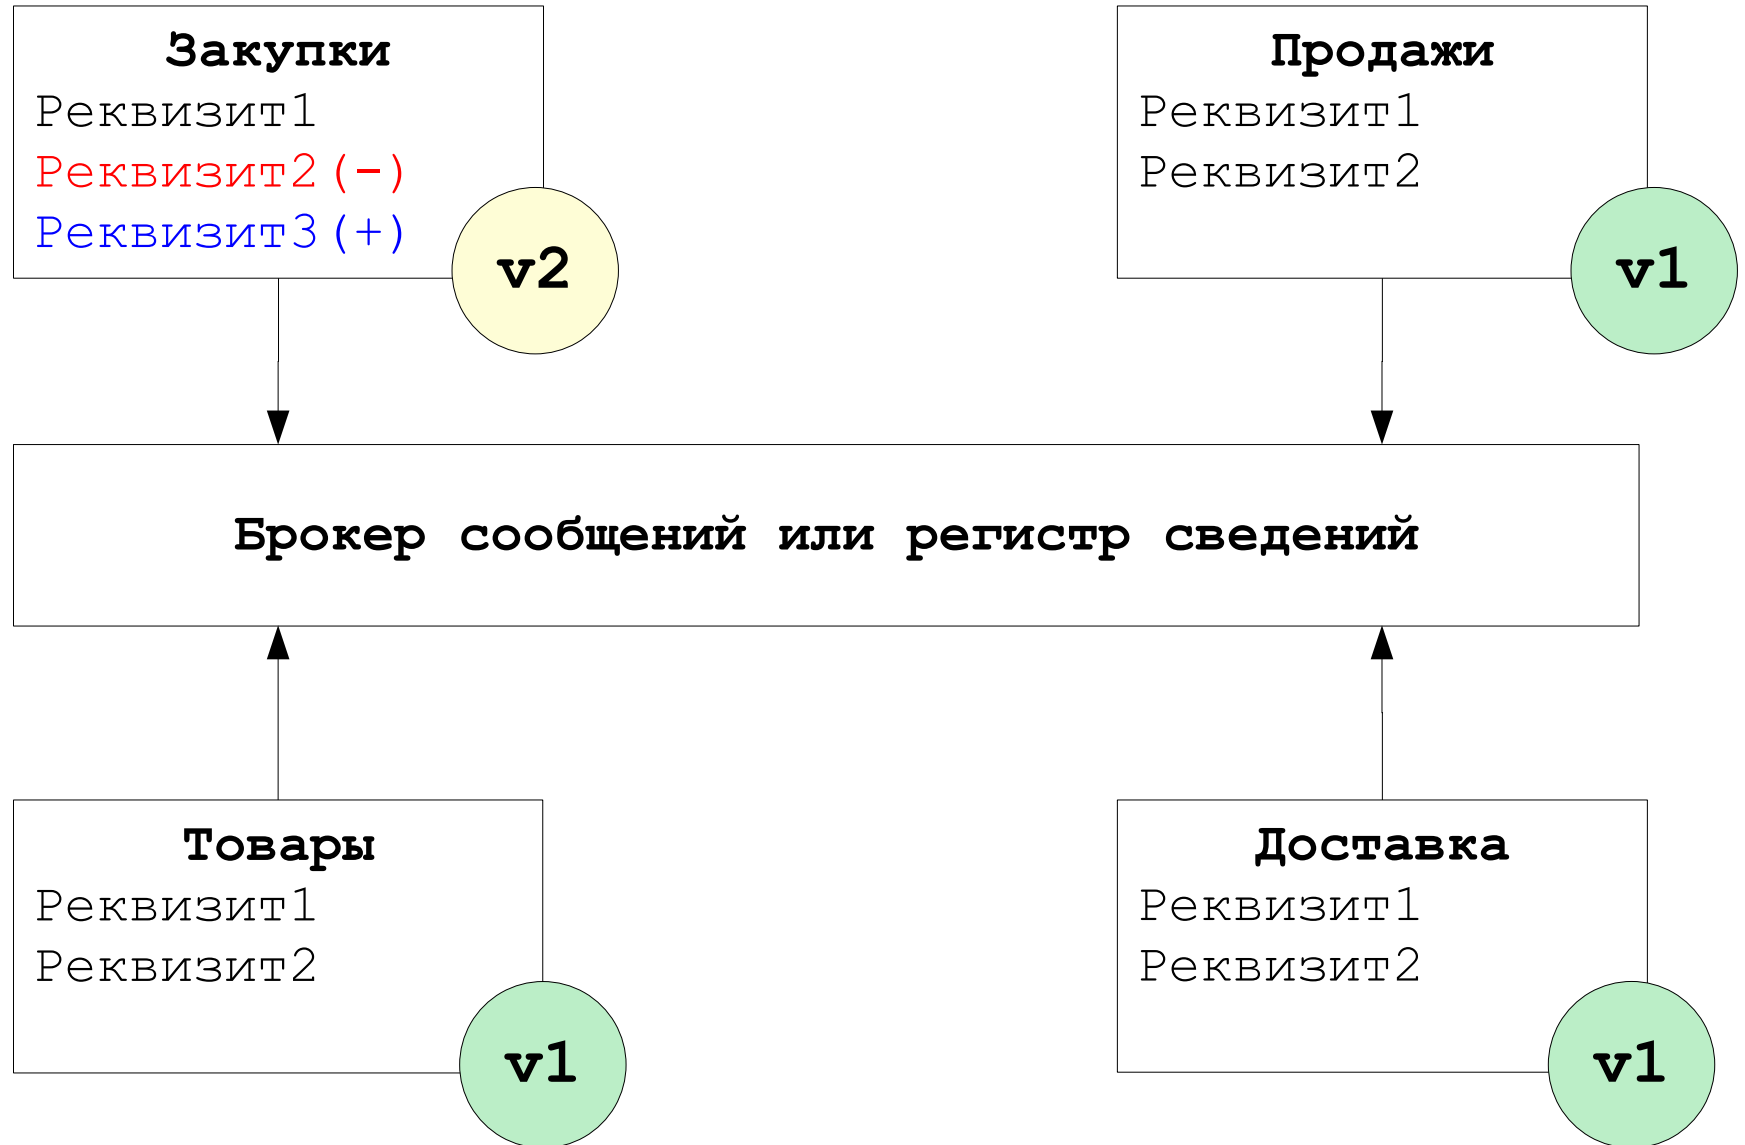 Закупки
Реквизит1
Реквизит2(-)
Реквизит3(+)
v2
Продажи
Реквизит1
Реквизит2
v1
Брокер сообщений или регистр сведений
Товары
Реквизит1
Реквизит2
v1
Доставка
Реквизит1
Реквизит2
v1